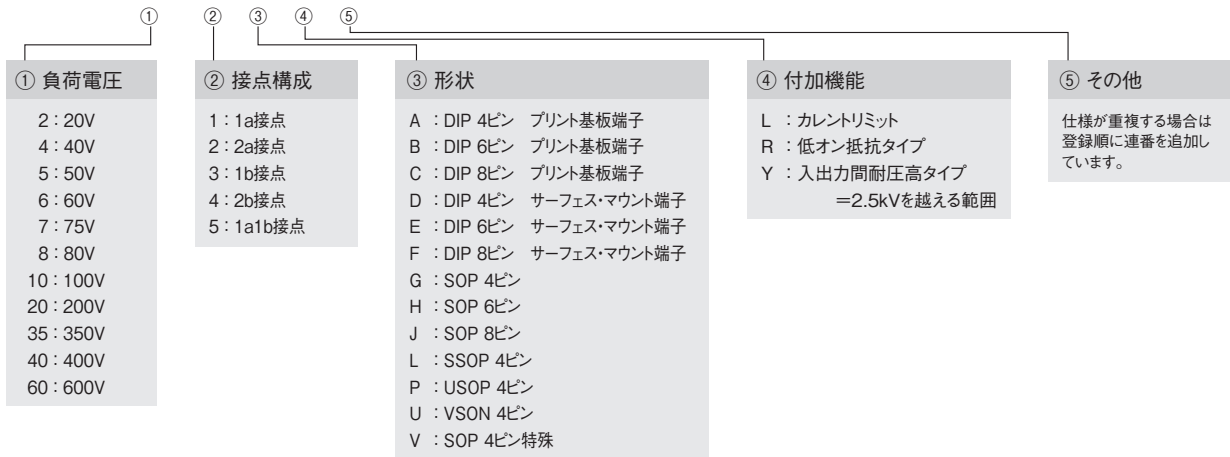 ① ② ③ ④ ⑤
① 負荷電圧
2：20V
4：40V
5：50V
6：60V
7：75V
8：80V
10：100V
20：200V
35：350V
40：400V
60：600V
② 接点構成
1：1a接点
2：2a接点
3：1b接点
4：2b接点
5：1a1b接点
③ 形状
A ：DIP 4ピン　プリント基板端子
B ：DIP 6ピン　プリント基板端子
C ：DIP 8ピン　プリント基板端子
D ：DIP 4ピン　サーフェス・マウント端子
E ：DIP 6ピン　サーフェス・マウント端子
F ：DIP 8ピン　サーフェス・マウント端子
G ：SOP 4ピン
H ：SOP 6ピン
J ：SOP 8ピン
L ：SSOP 4ピン
P ：USOP 4ピン
U ：VSON 4ピン
V ：SOP 4ピン特殊
④ 付加機能
L ：カレントリミット
R ：低オン抵抗タイプ
Y ：入出力間耐圧高タイプ
＝2.5kVを越える範囲
⑤ その他
仕様が重複する場合は
登録順に連番を追加し
ています。